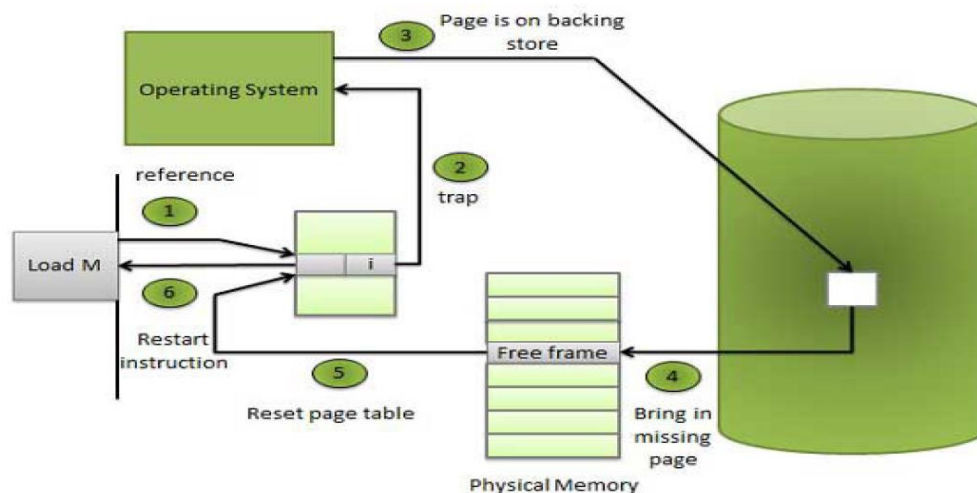 3
Page is on backing
store
Operating System
2
trap
reference
1
Load M
i
6
Restart
instruction
Free frame
5
4
Reset page table
Bring in
missing
page
Physical Memory